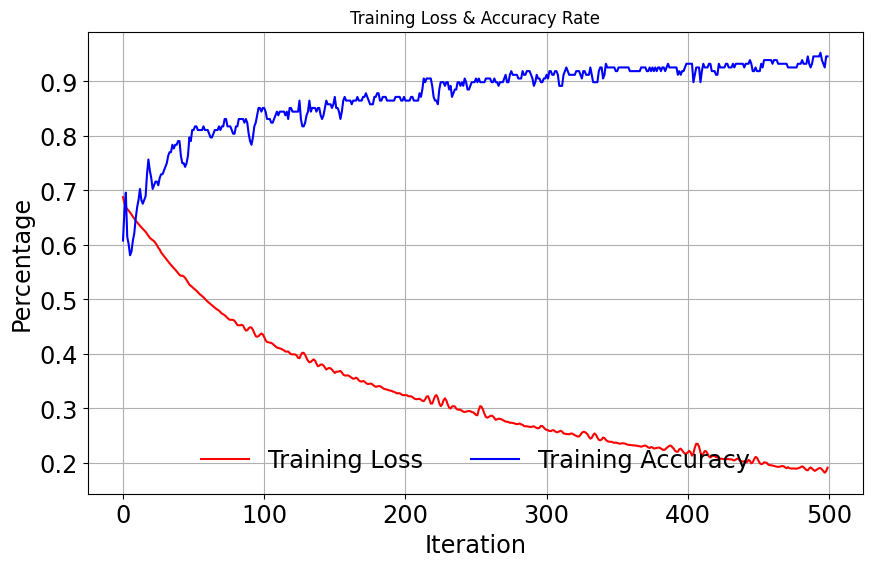 Training Loss & Accuracy Rate
0.9
0.8
0.7
0.6
0.5
0.4
0.3
0.2
Percentage
Training Loss
Training Accuracy
0
100
200
300
400
500
Iteration